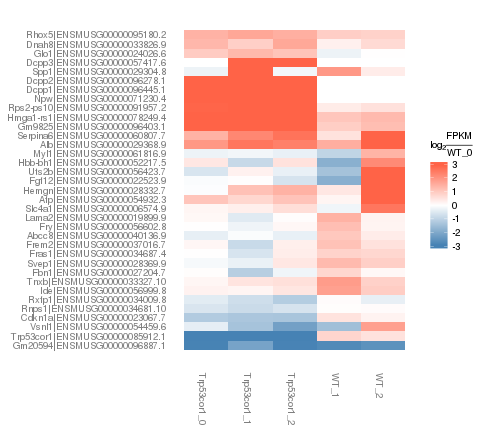 Rhox5|ENSMUSG00000095180.2
Dnah8|ENSMUSG00000033826.9
Glo1|ENSMUSG00000024026.6
Dcpp3|ENSMUSG00000057417.6
Spp1|ENSMUSG00000029304.8
Dcpp2|ENSMUSG00000096278.1
Dcpp1|ENSMUSG00000096445.1
Npw|ENSMUSG00000071230.4
Rps2-ps10|ENSMUSG00000091957.2
Hmga1-rs1|ENSMUSG00000078249.4
Gm9825|ENSMUSG00000096403.1
Serpina6|ENSMUSG00000060807.7
Alb|ENSMUSG00000029368.9
Myl1|ENSMUSG00000061816.9
Hbb-bh1|ENSMUSG00000052217.5
Uts2b|ENSMUSG00000056423.7
Fgf12|ENSMUSG00000022523.9
Hemgn|ENSMUSG00000028332.7
Afp|ENSMUSG00000054932.3
Slc4a1|ENSMUSG00000006574.9
Lama2|ENSMUSG00000019899.9
Fry|ENSMUSG00000056602.8
Abcc8|ENSMUSG00000040136.9
Frem2|ENSMUSG00000037016.7
Fras1|ENSMUSG00000034687.4
Svep1|ENSMUSG00000028369.9
Fbn1|ENSMUSG00000027204.7
Tnxb|ENSMUSG00000033327.10
Ide|ENSMUSG00000056999.8
Rxfp1|ENSMUSG00000034009.8
Rnps1|ENSMUSG00000034681.10
Cdkn1a|ENSMUSG00000023067.7
Vsnl1|ENSMUSG00000054459.6
Trp53cor1|ENSMUSG00000085912.1
Gm20594|ENSMUSG00000096887.1
Trp53cor1_0
Trp53cor1_1
Trp53cor1_2
WT_1
WT_2
log2 FPKM
WT_0
3
2
1
0
-1
-2
-3